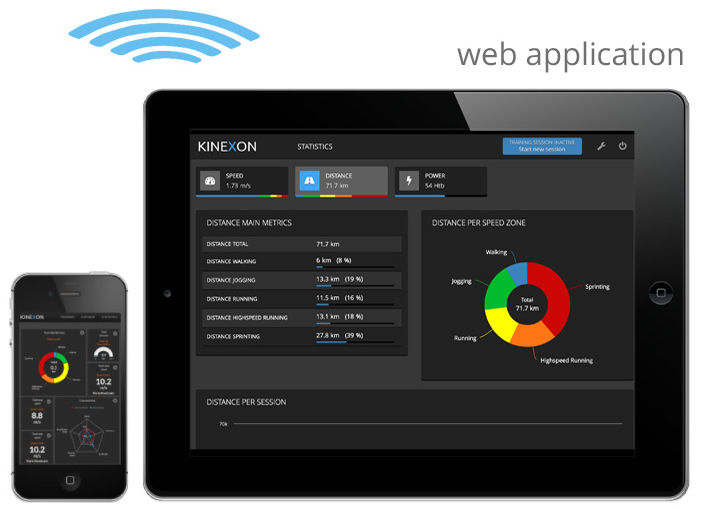 web application
KINEXON
STATISTICS
TRAINING SESSION INACTIVE
Start new session
SPEED
1.73 m/s
DISTANCE
71.7 km
POWER
54 Htb
DISTANCE MAIN METRICS
DISTANCE TOTAL 71.7 km
DISTANCE WALKING 6 km (8 %)
DISTANCE JOGGING 13.3 km (19 %)
DISTANCE RUNNING 11.5 km (16 %)
DISTANCE HIGHSPEED RUNNING 13.1 km (18 %)
DISTANCE SPRINTING 27.8 km (39 %)
DISTANCE PER SPEED ZONE
Walking
Jogging
Sprinting
Total
71.7 km
Running
Highspeed Running
DISTANCE PER SESSION
70k
KINEXON
10.2
m/s
8.8
m/s
10.2
m/s